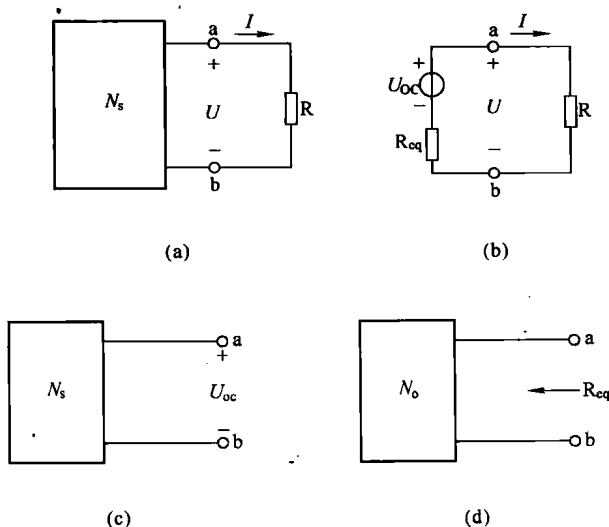 a I
+
N_s U R
−
b
(a)
a I
+ +
U_OC U R
−
R_eq −
b
(b)
a
+
N_s U_oc
−
b
(c)
a
N_o R_eq
b
(d)